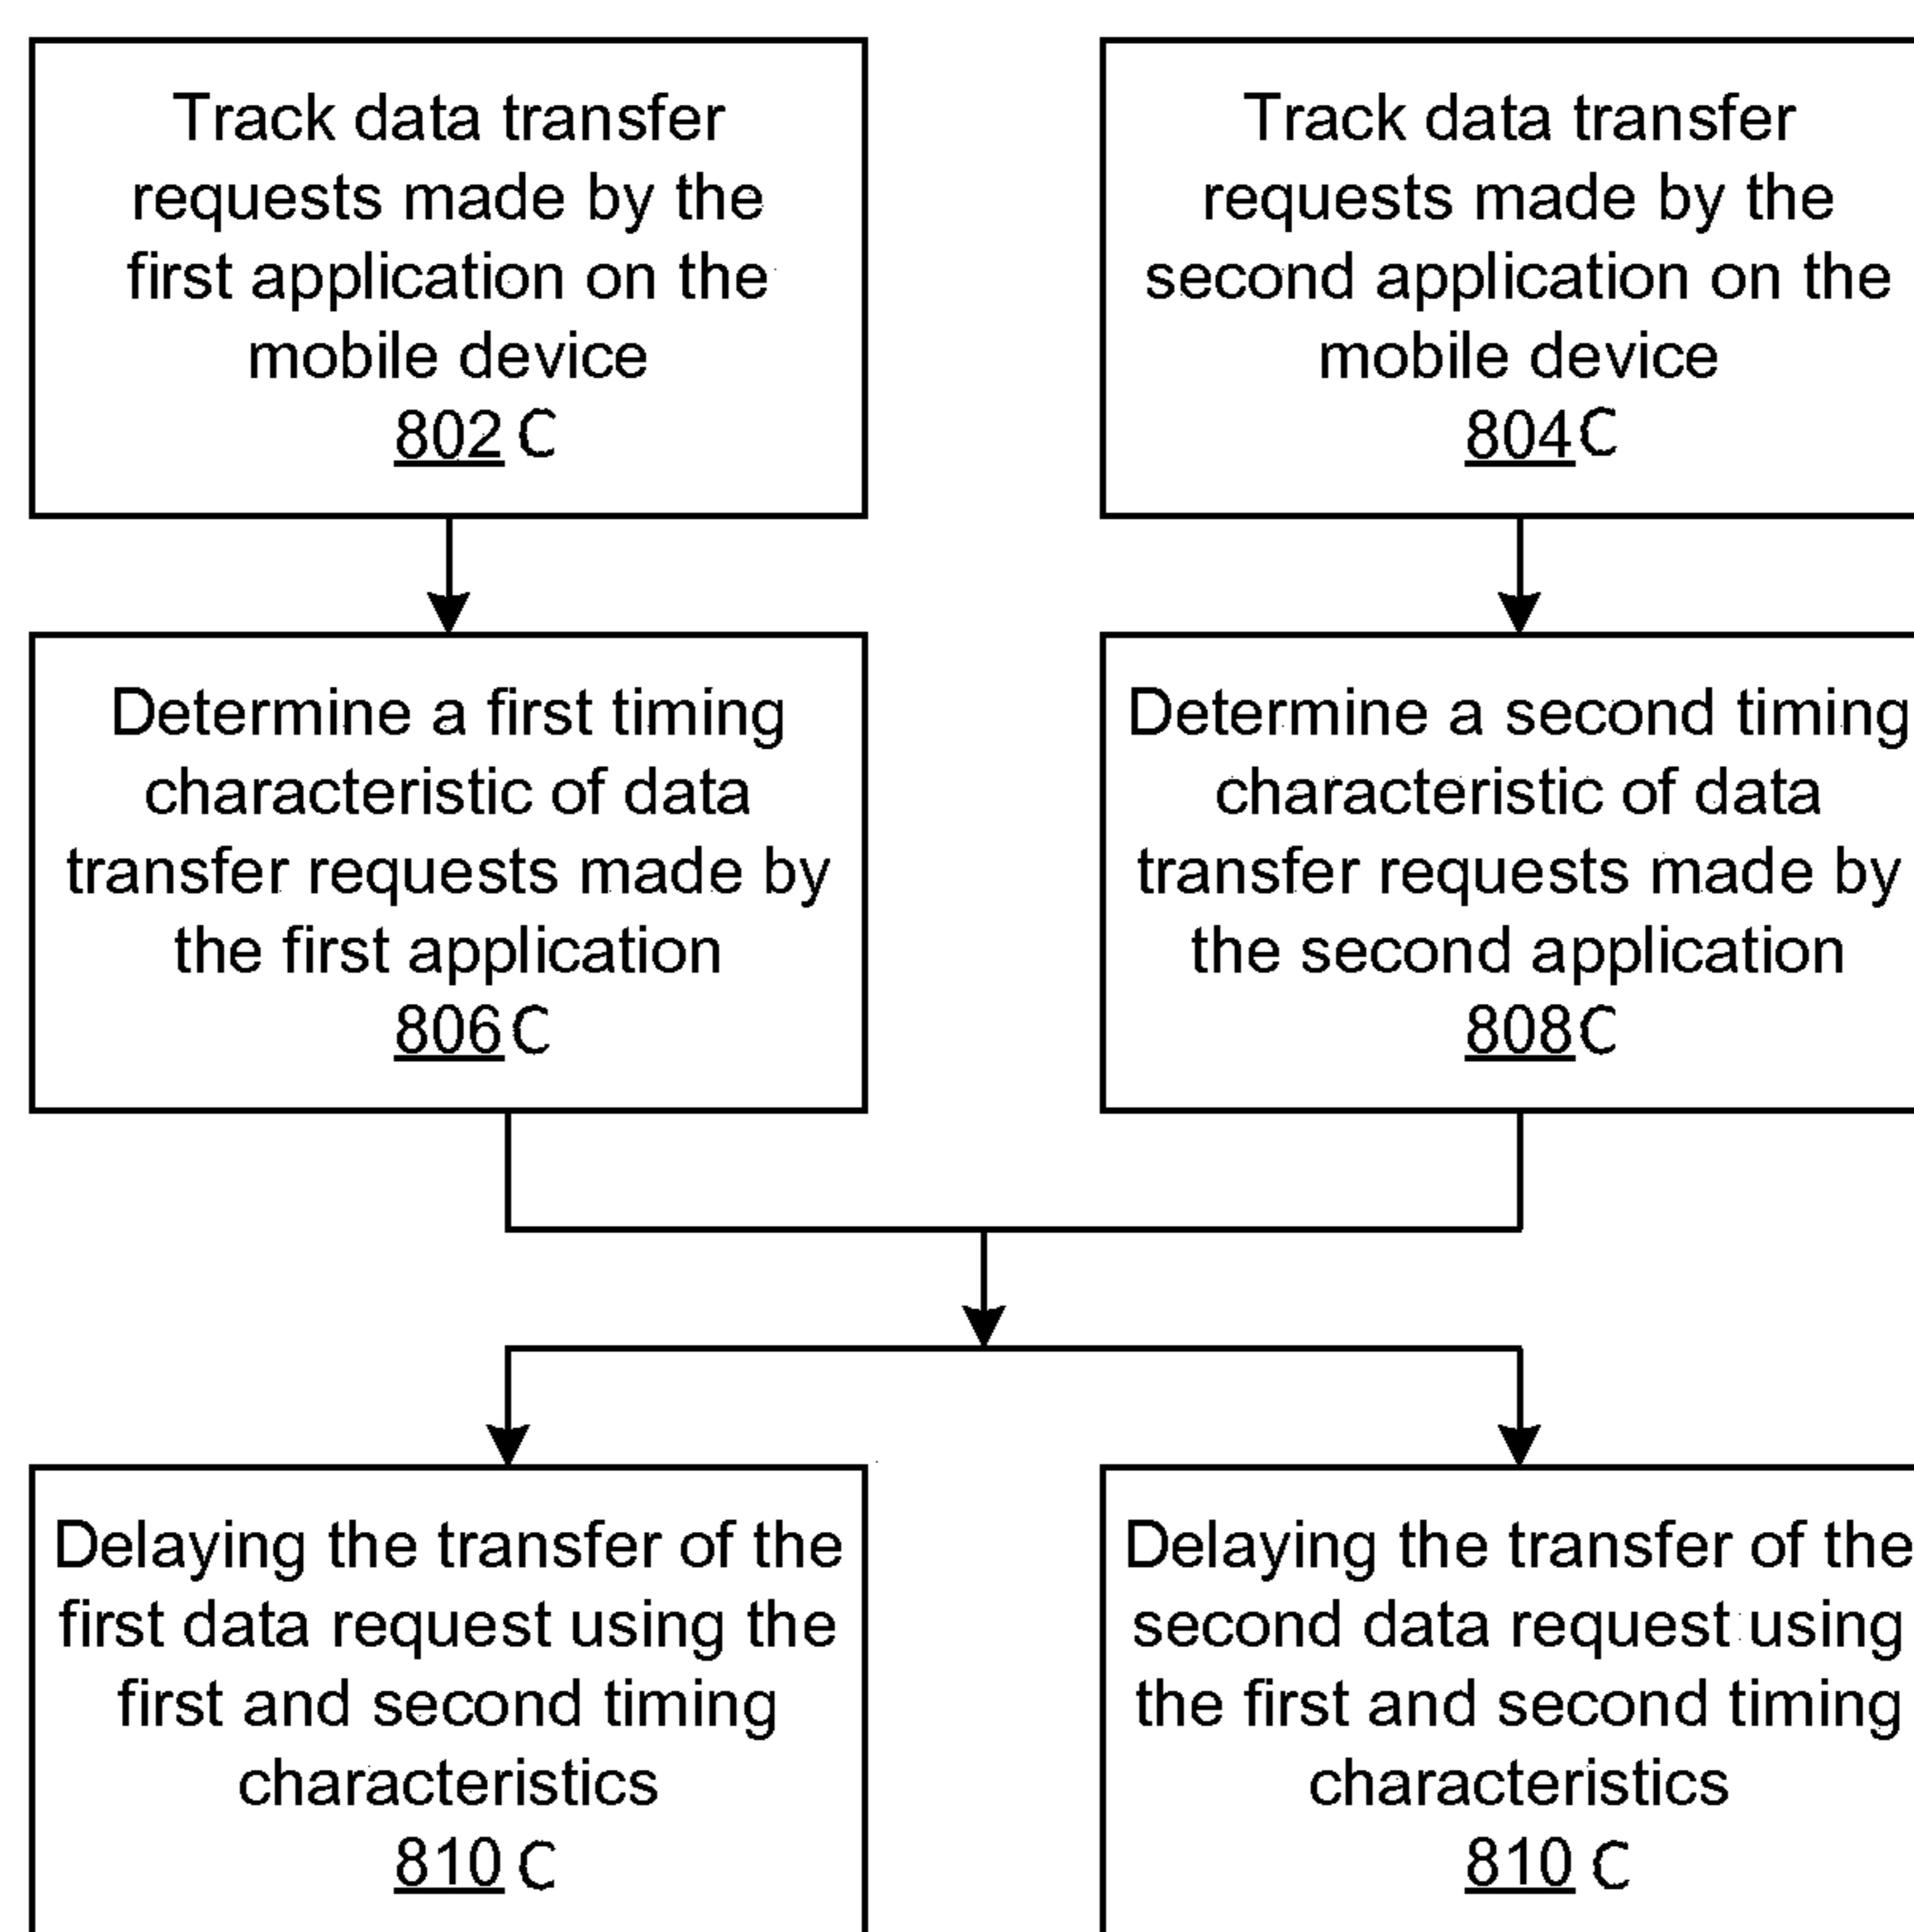 Track data transfer
requests made by the
first application on the
mobile device
802 C
Track data transfer
requests made by the
second application on the
mobile device
804 C
Determine a first timing
characteristic of data
transfer requests made by
the first application
806 C
Determine a second timing
characteristic of data
transfer requests made by
the second application
808 C
Delaying the transfer of the
first data request using the
first and second timing
characteristics
810 C
Delaying the transfer of the
second data request using
the first and second timing
characteristics
810 C